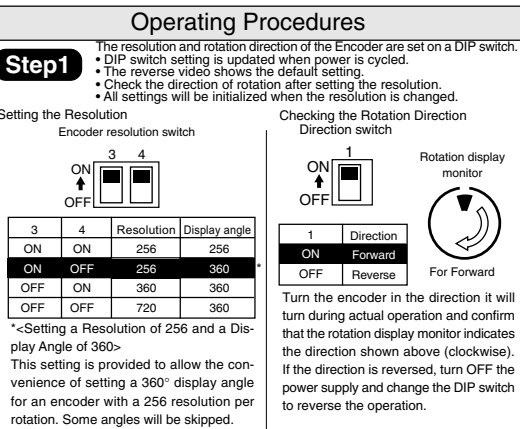 Operating Procedures
Step1
The resolution and rotation direction of the Encoder are set on a DIP switch.
• DIP switch setting is updated when power is cycled.
• The reverse video shows the default setting.
• Check the direction of rotation after setting the resolution.
• All settings will be initialized when the resolution is changed.
Setting the Resolution
Encoder resolution switch
3 4
ON
OFF
3 4 Resolution Display angle
ON ON 256 256
ON OFF 256 360 *
OFF ON 360 360
OFF OFF 720 360
*<Setting a Resolution of 256 and a Dis-
play Angle of 360>
This setting is provided to allow the con-
venience of setting a 360° display angle
for an encoder with a 256 resolution per
rotation. Some angles will be skipped.
Checking the Rotation Direction
Direction switch
1
ON
OFF
Rotation display
monitor
For Forward
1 Direction
ON Forward
OFF Reverse
Turn the encoder in the direction it will
turn during actual operation and confirm
that the rotation display monitor indicates
the direction shown above (clockwise).
If the direction is reversed, turn OFF the
power supply and change the DIP switch
to reverse the operation.